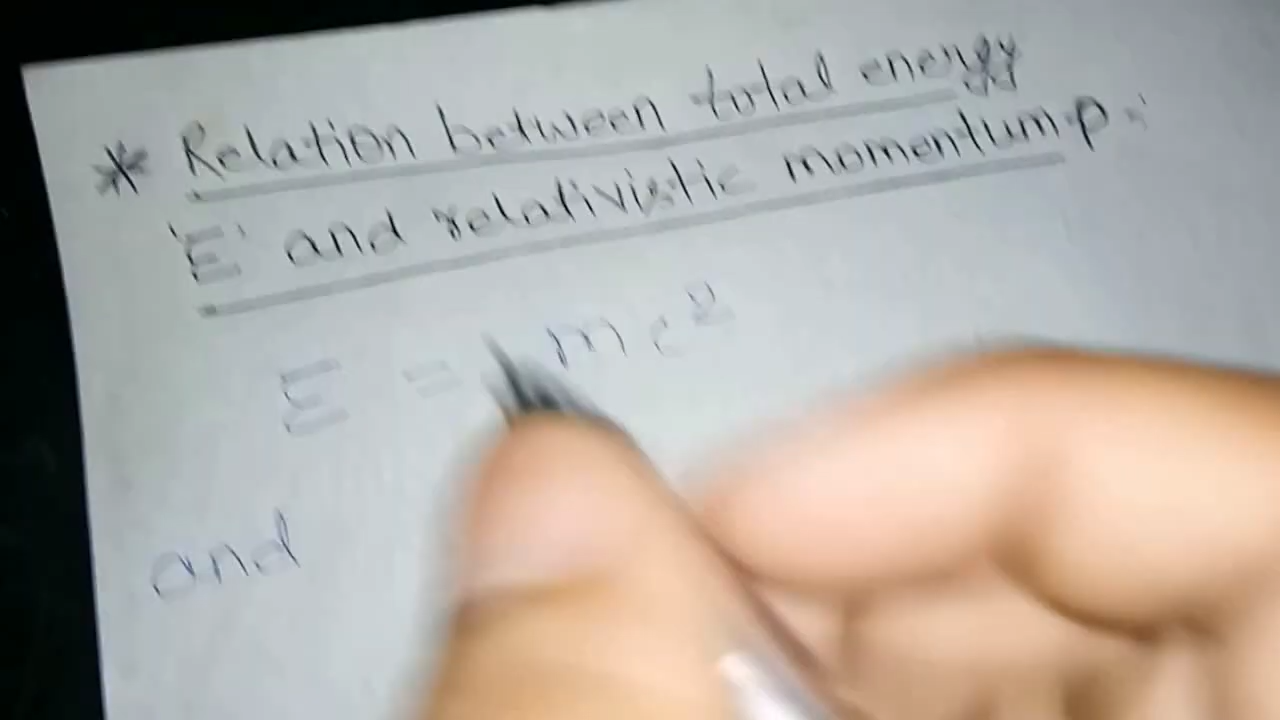 * Relation between total energy
'E' and relativistic momentum p:
E = mc²
and